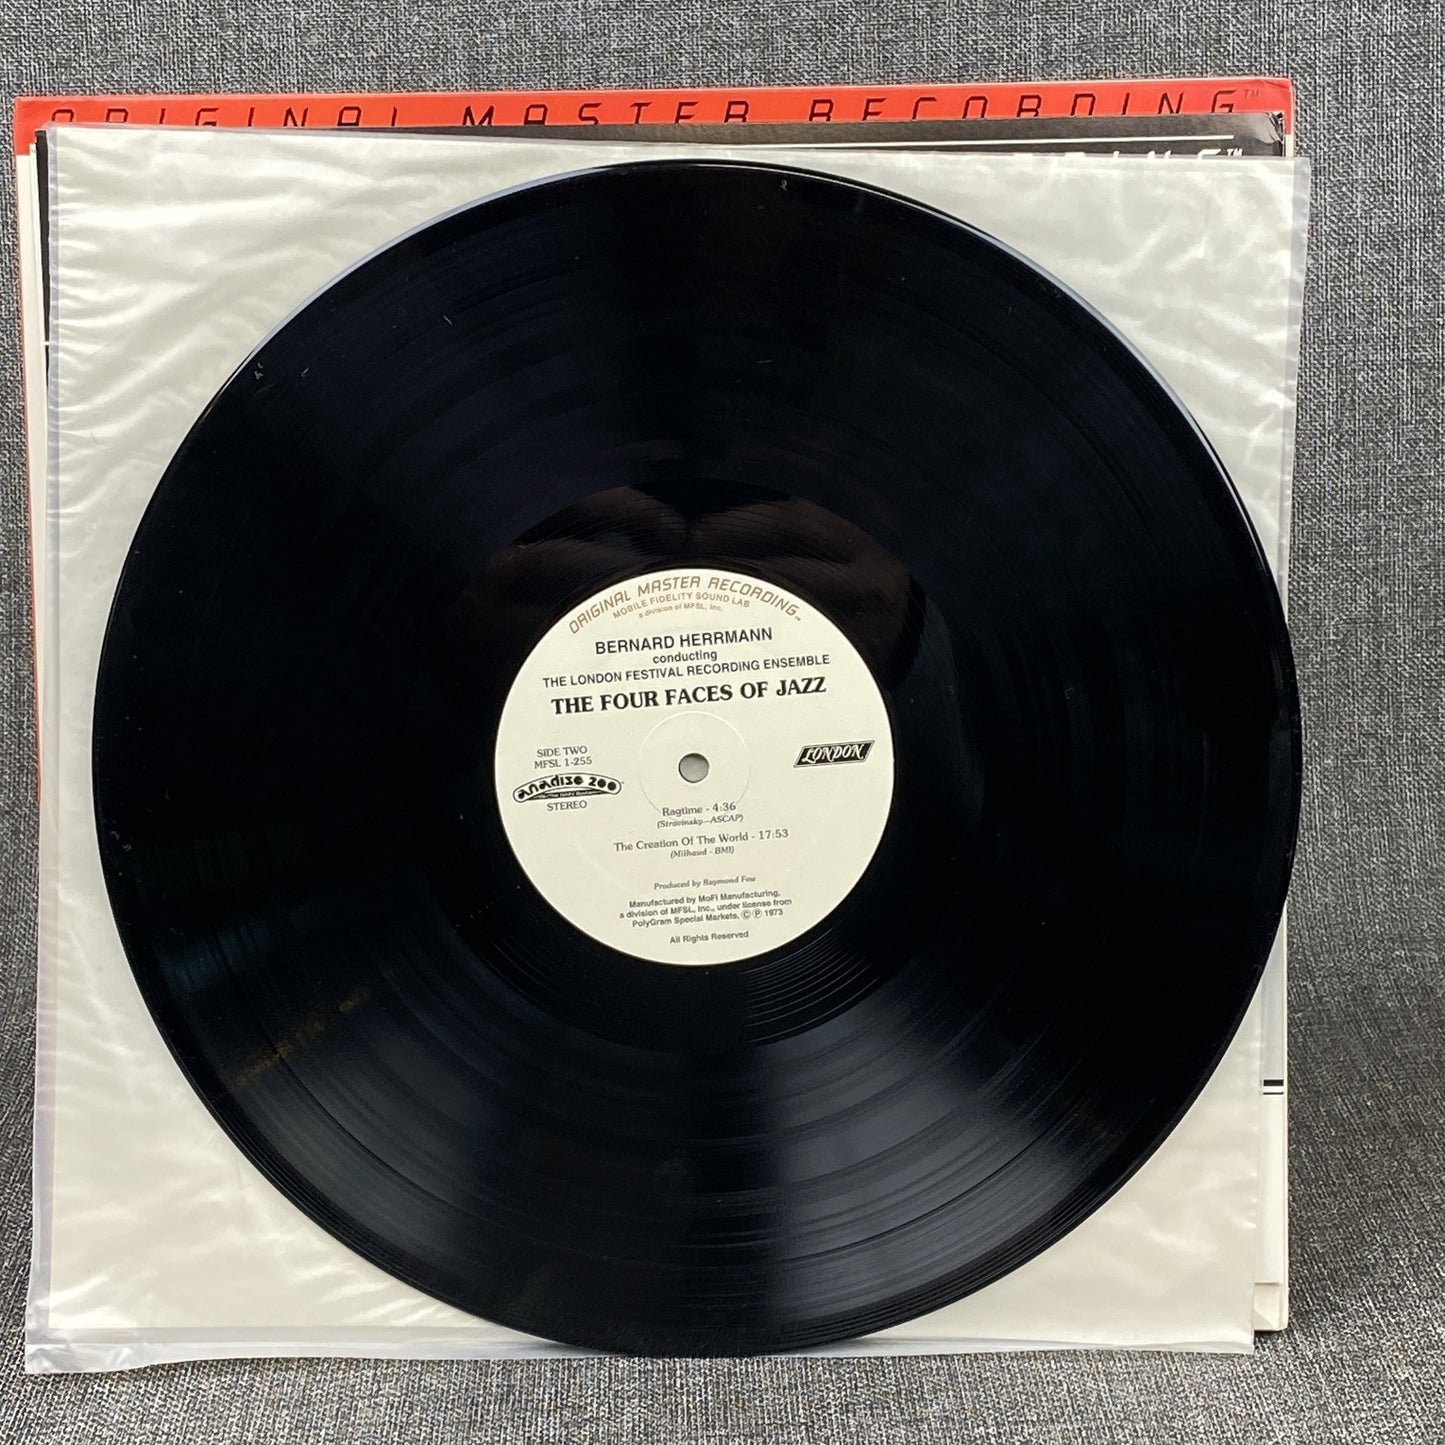 ORIGINAL MASTER RECORDING™
ORIGINAL MASTER RECORDING™
MOBILE FIDELITY SOUND LAB
a division of MFSL, Inc.
BERNARD HERRMANN
conducting
THE LONDON FESTIVAL RECORDING ENSEMBLE
THE FOUR FACES OF JAZZ
SIDE TWO
MFSL 1-255
anadisq 200™
STEREO
LONDON
Ragtime - 4:36
(Stravinsky - ASCAP)
The Creation Of The World - 17:53
(Milhaud - BMI)
Produced by Raymond Few
Manufactured by MoFi Manufacturing,
a division of MFSL, Inc., under license from
PolyGram Special Markets, Ⓒ Ⓟ 1973
All Rights Reserved